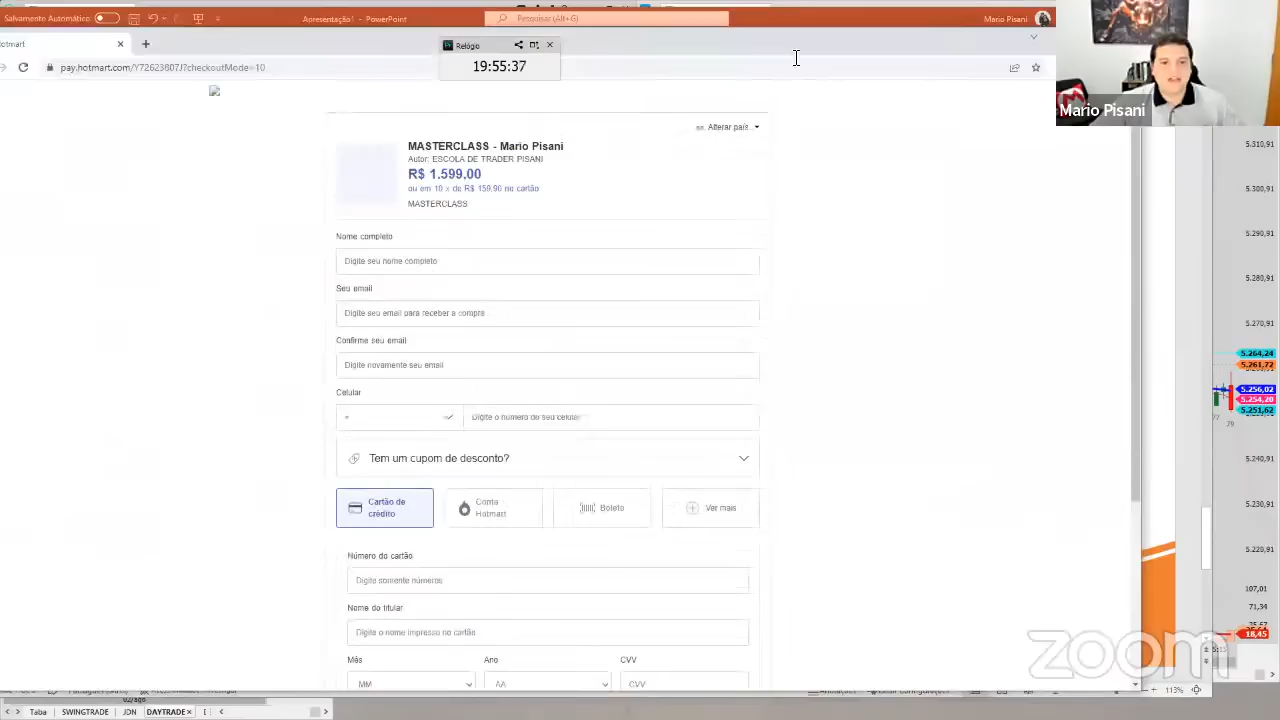 Salvamento Automático
Apresentação1 - PowerPoint
Pesquisar (Alt+G)
Mario Pisani
otmart
Relógio
19:55:37
pay.hotmart.com/Y72623807J?checkoutMode=10
Mario Pisani
Alterar país
MASTERCLASS - Mario Pisani
Autor: ESCOLA DE TRADER PISANI
R$ 1.599,00
ou em 10 x de R$ 159,90 no cartão
MASTERCLASS
Nome completo
Digite seu nome completo
Seu email
Digite seu email para receber a compra
Confirme seu email
Digite novamente seu email
Celular
Digite o número do seu celular
Tem um cupom de desconto?
Cartão de crédito
Conta Hotmart
Boleto
Ver mais
Número do cartão
Digite somente números
Nome do titular
Digite o nome impresso no cartão
Mês
Ano
CVV
MM
AA
CVV
5.310,91
5.300,91
5.290,91
5.280,91
5.270,91
5.264,24
5.261,72
5.256,02
5.254,20
5.251,62
77
79
5.240,91
5.230,91
5.220,91
107,01
71,34
18,45
zoom
113%
02/ago
Taba
SWINGTRADE
JDN
DAYTRADE